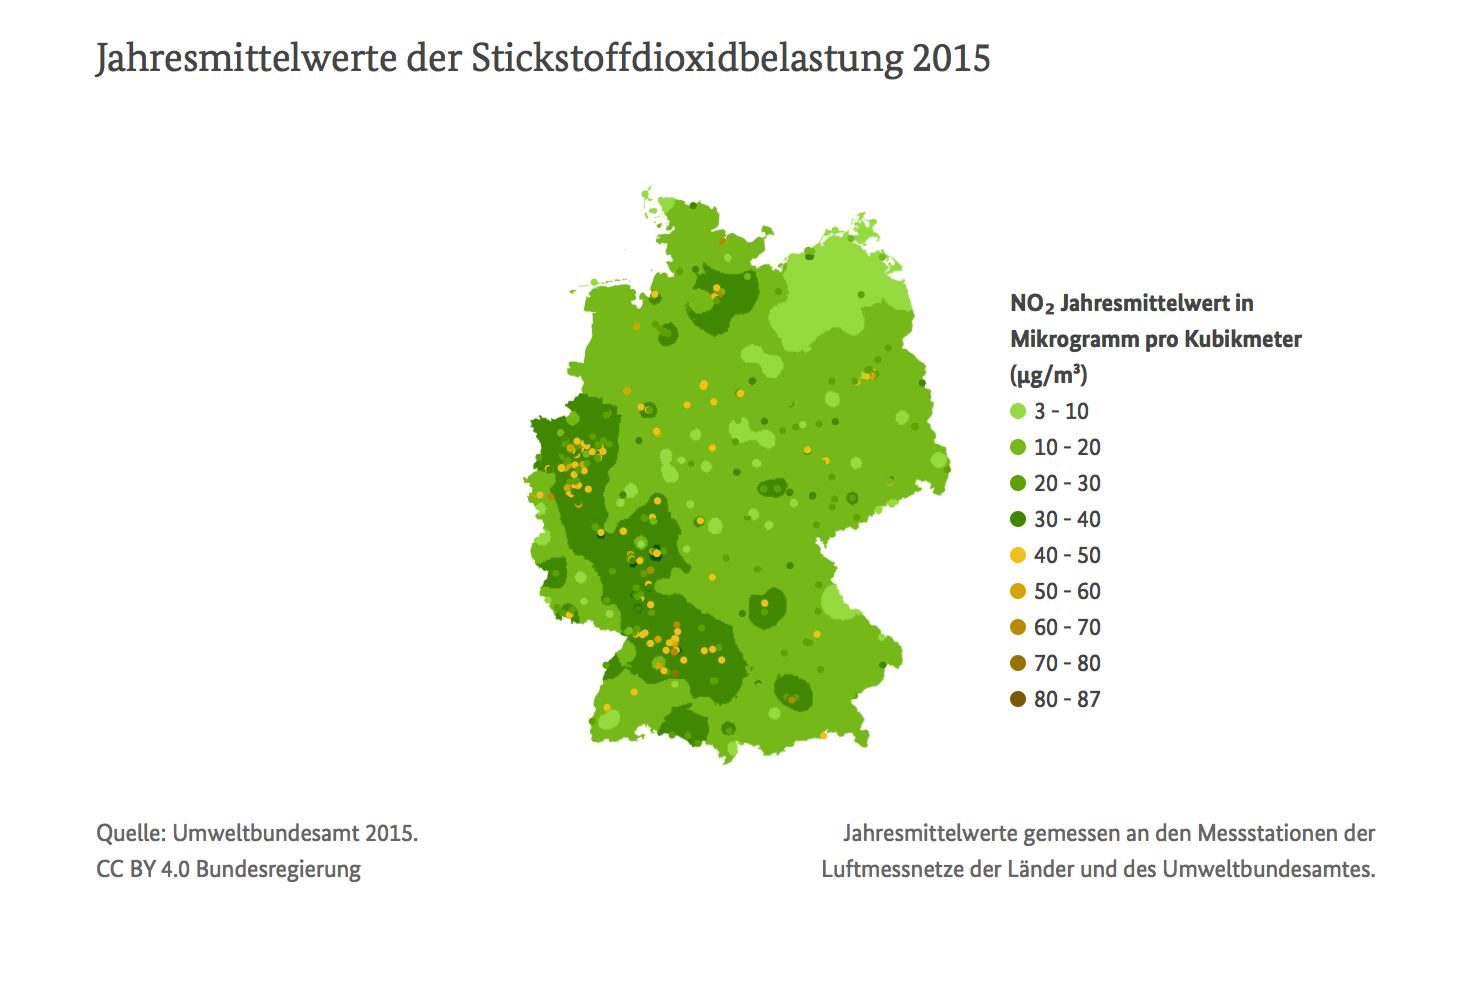 Jahresmittelwerte der Stickstoffdioxidbelastung 2015
NO₂ Jahresmittelwert in
Mikrogramm pro Kubikmeter
(µg/m³)
3 - 10
10 - 20
20 - 30
30 - 40
40 - 50
50 - 60
60 - 70
70 - 80
80 - 87
Quelle: Umweltbundesamt 2015.
CC BY 4.0 Bundesregierung
Jahresmittelwerte gemessen an den Messstationen der
Luftmessnetze der Länder und des Umweltbundesamtes.